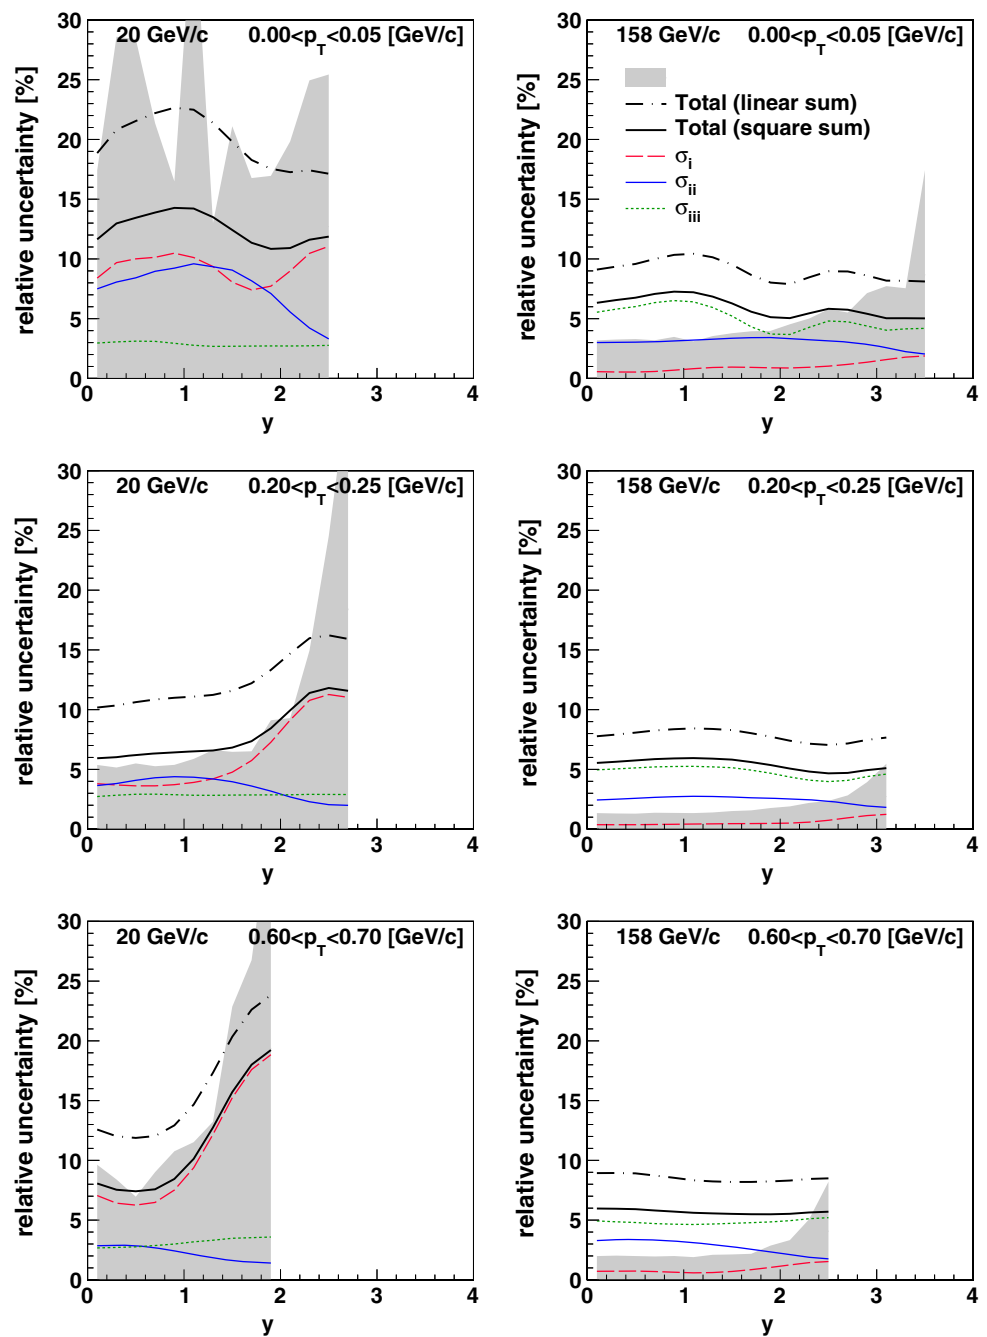 20 GeV/c 0.00<p_T<0.05 [GeV/c]
relative uncertainty [%]
30
25
20
15
10
5
0
0 1 2 3 4
y
158 GeV/c 0.00<p_T<0.05 [GeV/c]
Total (linear sum)
Total (square sum)
σ_i
σ_ii
σ_iii
relative uncertainty [%]
30
25
20
15
10
5
0
0 1 2 3 4
y
20 GeV/c 0.20<p_T<0.25 [GeV/c]
relative uncertainty [%]
30
25
20
15
10
5
0
0 1 2 3 4
y
158 GeV/c 0.20<p_T<0.25 [GeV/c]
relative uncertainty [%]
30
25
20
15
10
5
0
0 1 2 3 4
y
20 GeV/c 0.60<p_T<0.70 [GeV/c]
relative uncertainty [%]
30
25
20
15
10
5
0
0 1 2 3 4
y
158 GeV/c 0.60<p_T<0.70 [GeV/c]
relative uncertainty [%]
30
25
20
15
10
5
0
0 1 2 3 4
y